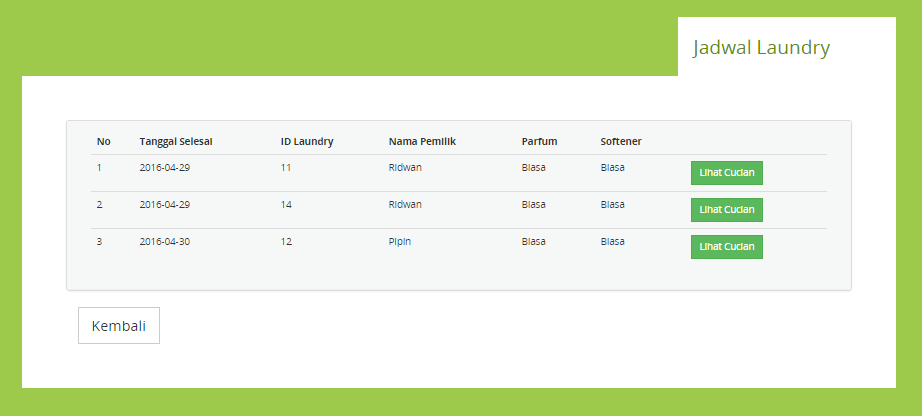 Jadwal Laundry
No Tanggal Selesai ID Laundry Nama Pemilik Parfum Softener
1 2016-04-29 11 Ridwan Biasa Biasa Lihat Cucian
2 2016-04-29 14 Ridwan Biasa Biasa Lihat Cucian
3 2016-04-30 12 Pipin Biasa Biasa Lihat Cucian
Kembali